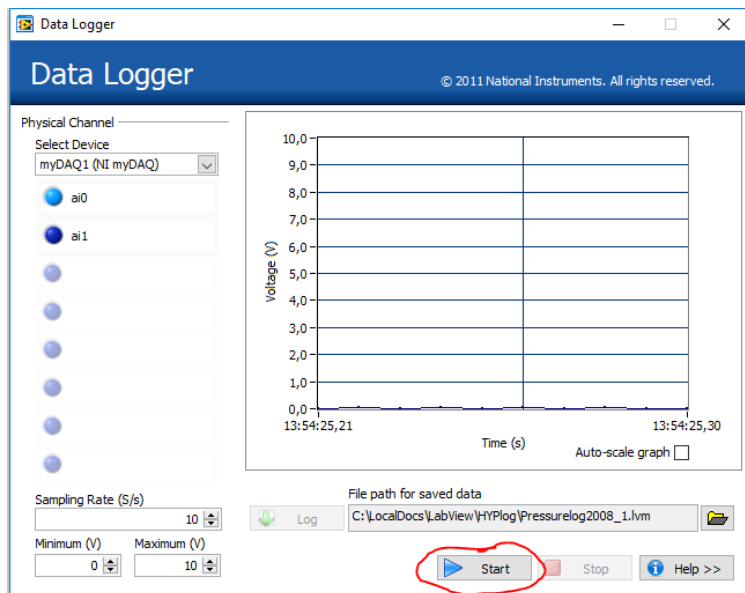 Data Logger
Data Logger
© 2011 National Instruments. All rights reserved.
Physical Channel
Select Device
myDAQ1 (NI myDAQ)
ai0
ai1
10,0
9,0
8,0
7,0
6,0
5,0
4,0
3,0
2,0
1,0
0,0
Voltage (V)
13:54:25,21
13:54:25,30
Time (s)
Auto-scale graph
Sampling Rate (S/s)
10
Minimum (V)
Maximum (V)
0
10
File path for saved data
Log
C:\LocalDocs\LabView\HYPlog\Pressurelog2008_1.lvm
Start
Stop
Help >>